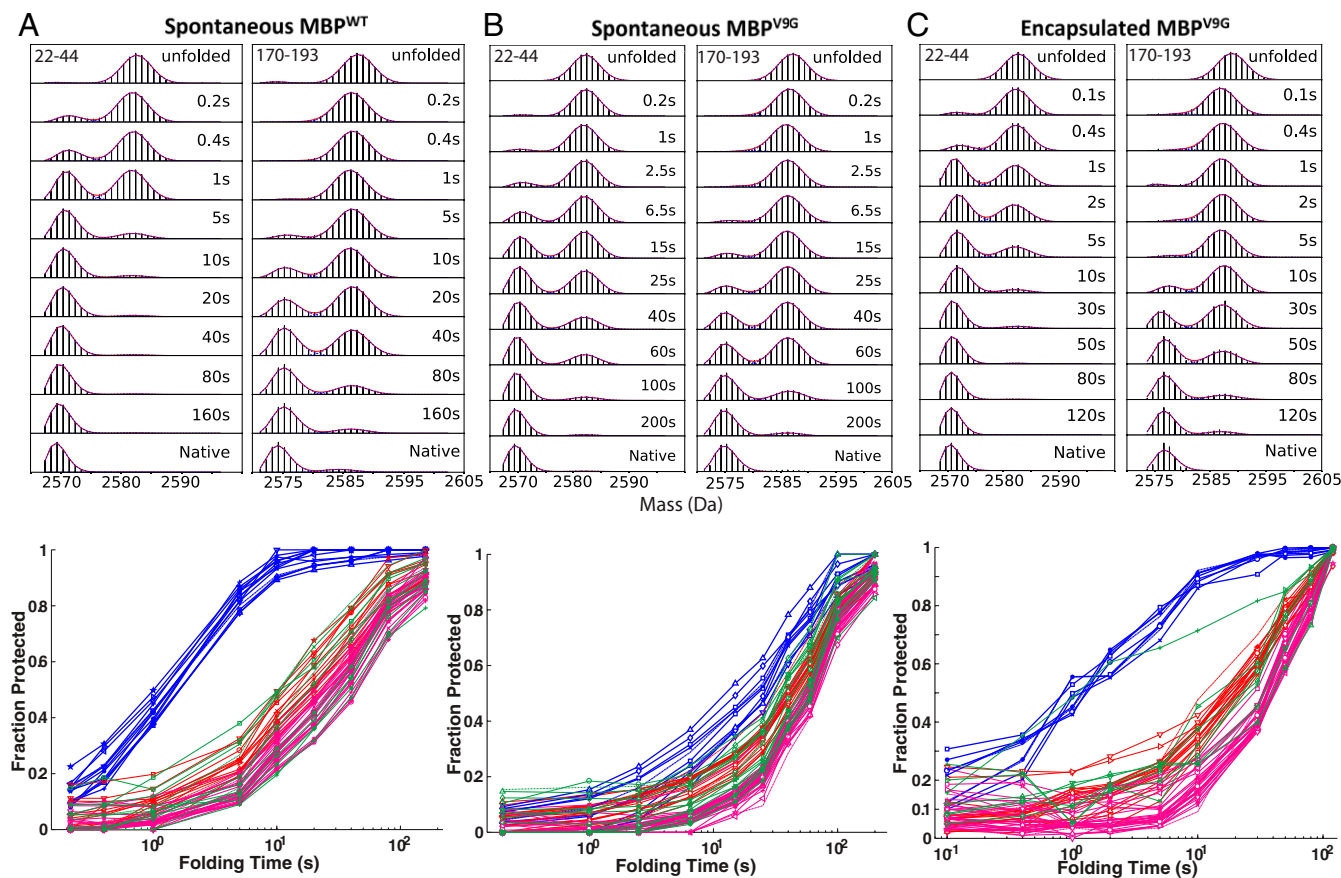 A Spontaneous MBPWT
22-44 unfolded
0.2s
0.4s
1s
5s
10s
20s
40s
80s
160s
Native
2570 2580 2590
170-193 unfolded
0.2s
0.4s
1s
5s
10s
20s
40s
80s
160s
Native
2575 2585 2595 2605
B Spontaneous MBPV9G
22-44 unfolded
0.2s
1s
2.5s
6.5s
15s
25s
40s
60s
100s
200s
Native
2570 2580 2590
170-193 unfolded
0.2s
1s
2.5s
6.5s
15s
25s
40s
60s
100s
200s
Native
2575 2585 2595 2605
C Encapsulated MBPV9G
22-44 unfolded
0.1s
0.4s
1s
2s
5s
10s
30s
50s
80s
120s
Native
2570 2580 2590
170-193 unfolded
0.1s
0.4s
1s
2s
5s
10s
30s
50s
80s
120s
Native
2575 2585 2595 2605
Mass (Da)
Fraction Protected
1
0.8
0.6
0.4
0.2
0
10^0 10^1 10^2
Folding Time (s)
Fraction Protected
1
0.8
0.6
0.4
0.2
0
10^0 10^1 10^2
Folding Time (s)
Fraction Protected
1
0.8
0.6
0.4
0.2
0.1
0
10^-1 10^0 10^1 10^2
Folding Time (s)